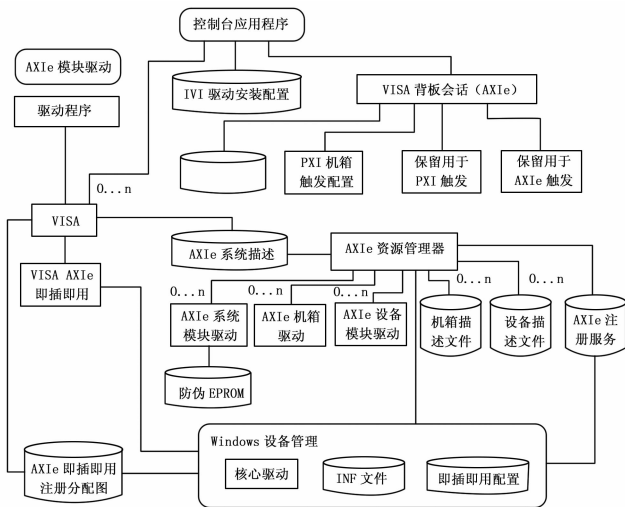 控制台应用程序
AXIe 模块驱动
IVI 驱动安装配置
VISA 背板会话（AXIe）
驱动程序
PXI 机箱
触发配置
保留用于
PXI 触发
保留用于
AXIe 触发
0...n
VISA
AXIe 系统描述
AXIe 资源管理器
VISA AXIe
即插即用
0...n
0...n
0...n
0...n
0...n
AXIe 系统
模块驱动
AXIe 机箱
驱动
AXIe 设备
模块驱动
机箱描
述文件
设备描
述文件
AXIe 注
册服务
防伪 EPROM
Windows 设备管理
AXIe 即插即用
注册分配图
核心驱动
INF 文件
即插即用配置